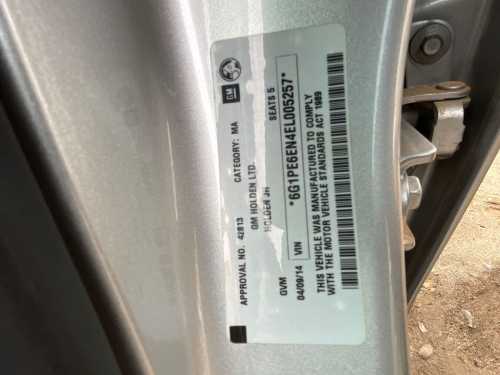 GM
APPROVAL NO. 42813 CATEGORY: MA
GM HOLDEN LTD.
HOLDEN JH SEATS 5
*6G1PE6EN4EL005257*
GVM
04/09/14 VIN
THIS VEHICLE WAS MANUFACTURED TO COMPLY
WITH THE MOTOR VEHICLE STANDARDS ACT 1989